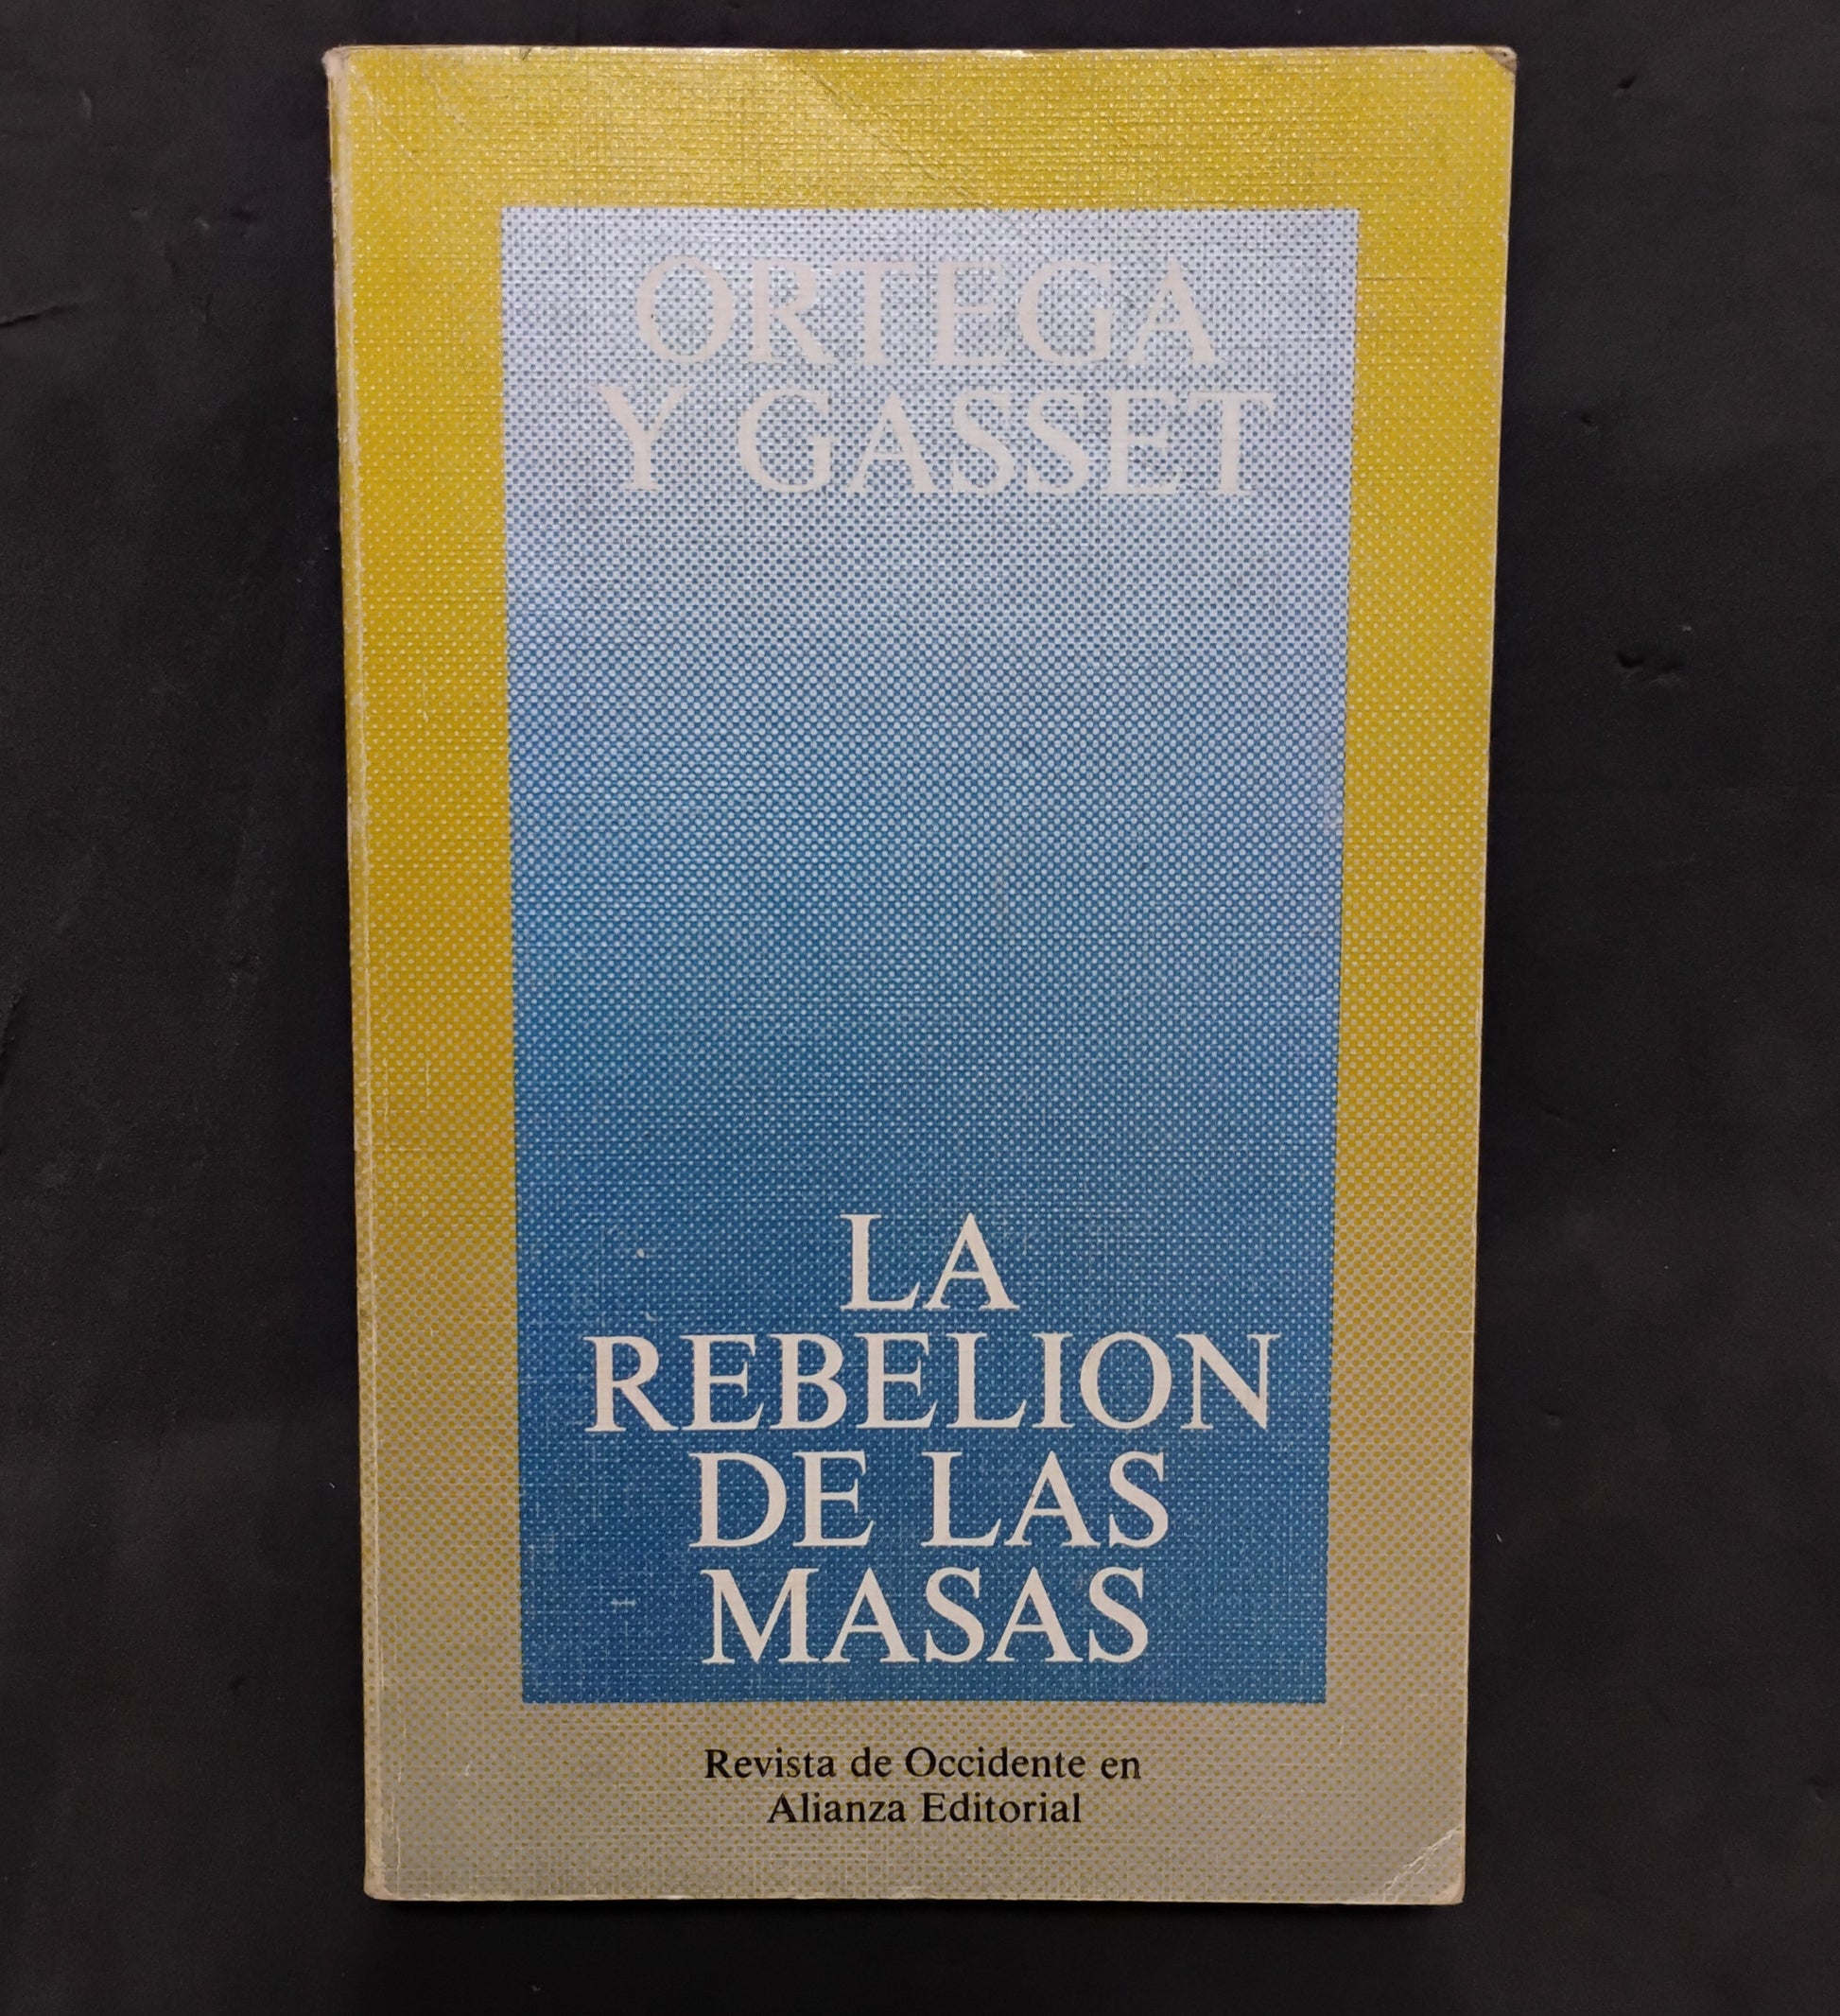 ORTEGA
Y GASSET
LA
REBELION
DE LAS
MASAS
Revista de Occidente en
Alianza Editorial